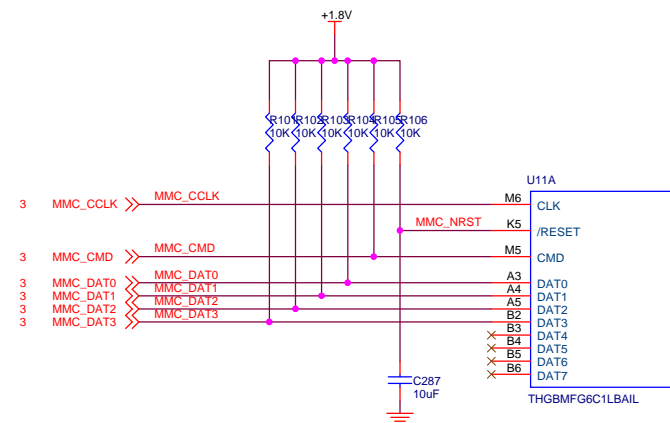 +1.8V
R101 R102 R103 R104 R105 R106
10K 10K 10K 10K 10K 10K
U11A
3 MMC_CCLK MMC_CCLK M6 CLK
MMC_NRST K5 /RESET
3 MMC_CMD MMC_CMD M5 CMD
3 MMC_DAT0 MMC_DAT0 A3 DAT0
3 MMC_DAT1 MMC_DAT1 A4 DAT1
3 MMC_DAT2 MMC_DAT2 A5 DAT2
3 MMC_DAT3 MMC_DAT3 B2 DAT3
B3 DAT4
B4 DAT5
B5 DAT6
B6 DAT7
C287
10uF
THGBMFG6C1LBAIL